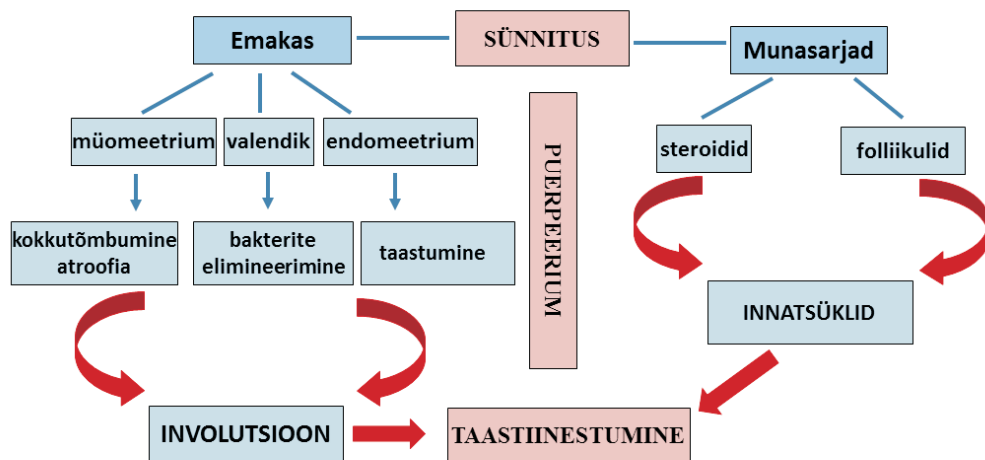 Emakas
SÜNNITUS
Munasarjad
müomeetrium
valendik
endomeetrium
steroidid
folliikulid
PUERPEERIUM
kokkutõmbumine
atroofia
bakterite
elimineerimine
taastumine
INNATSÜKLID
INVOLUTSIOON
TAASTIINESTUMINE